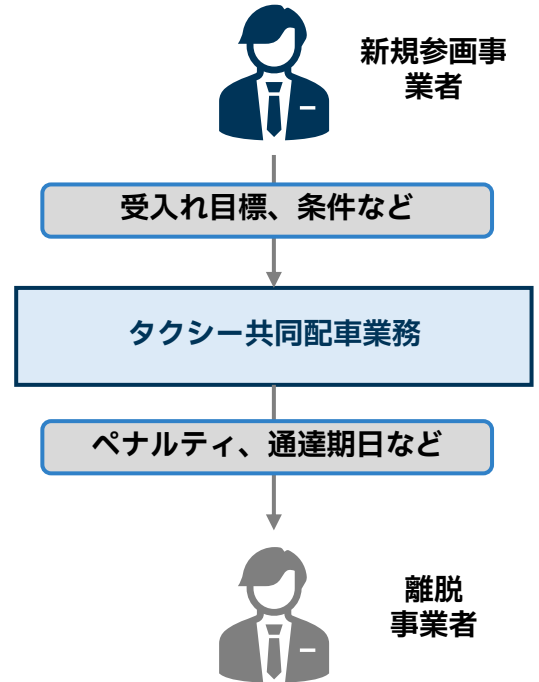 新規参画事
業者
受入れ目標、条件など
タクシー共同配車業務
ペナルティ、通達期日など
離脱
事業者